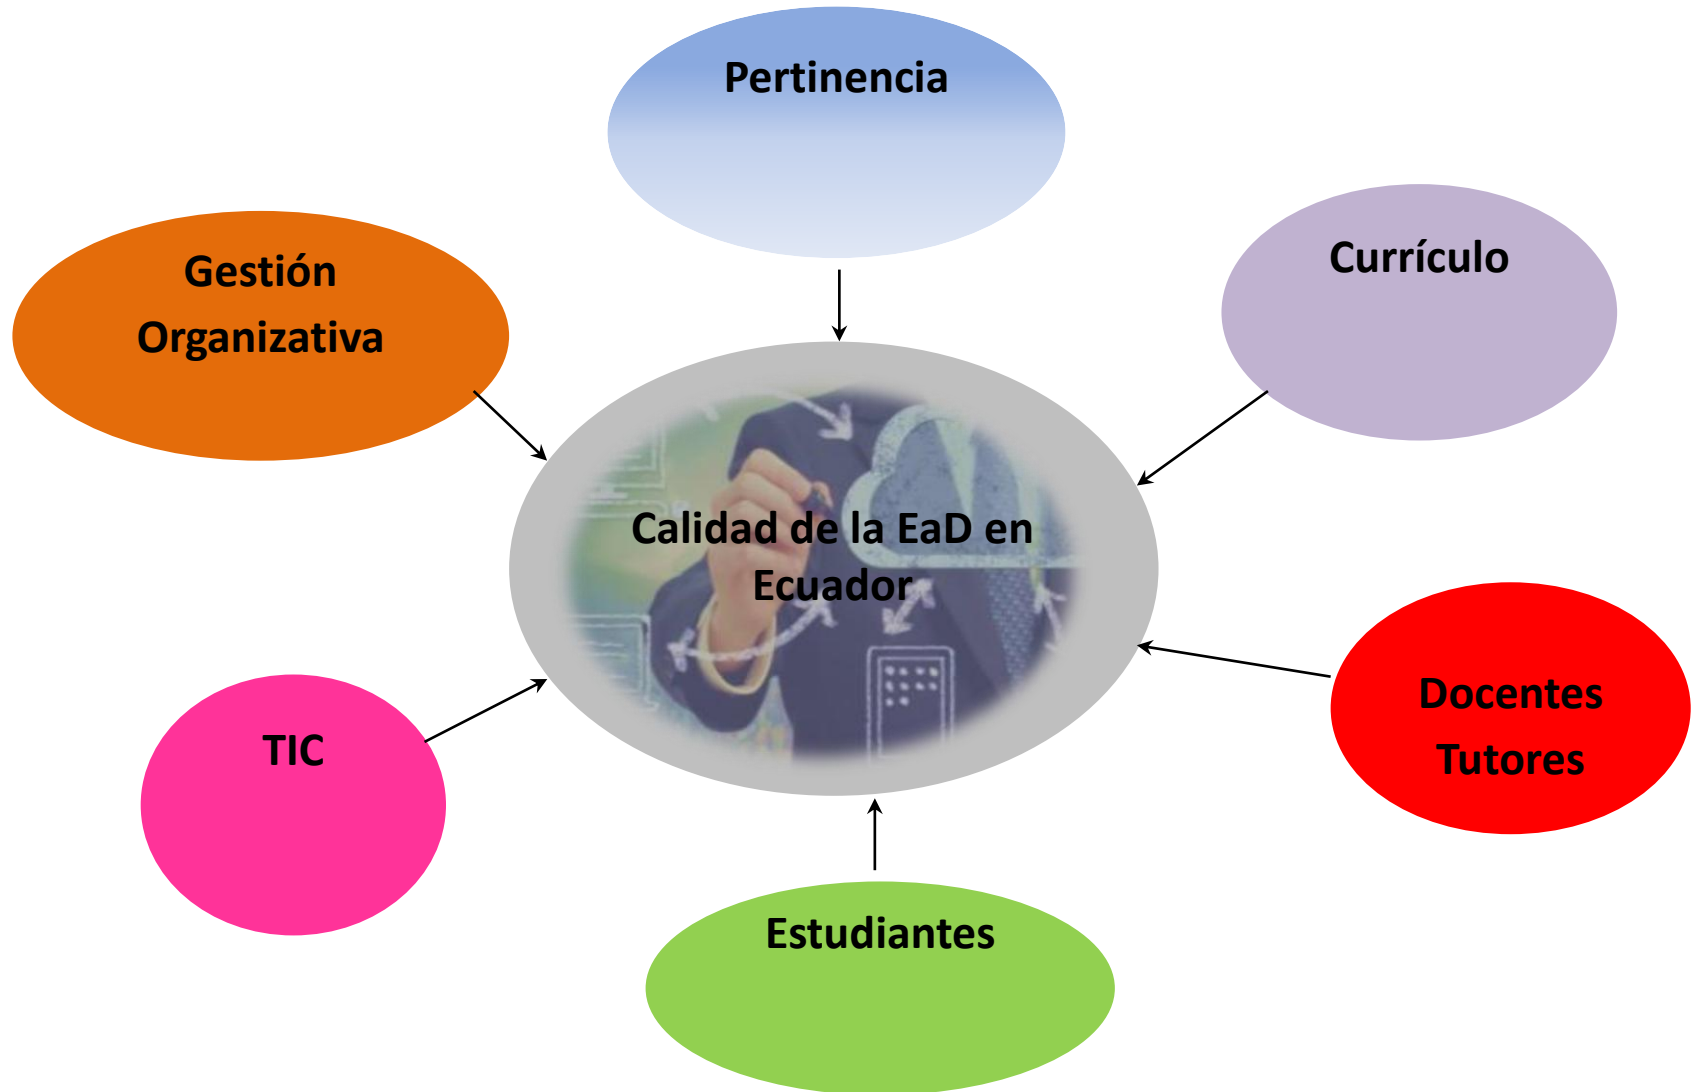 Pertinencia
Gestión
Organizativa
Currículo
Calidad de la EaD en
Ecuador
TIC
Docentes
Tutores
Estudiantes